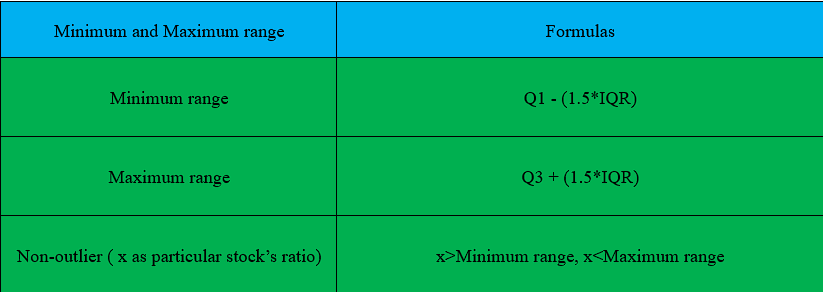 Minimum and Maximum range
Formulas
Minimum range
Q1 - (1.5*IQR)
Maximum range
Q3 + (1.5*IQR)
Non-outlier ( x as particular stock’s ratio)
x>Minimum range, x<Maximum range